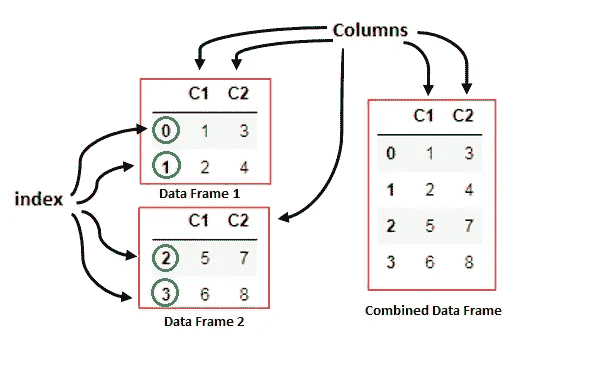 Columns
C1 C2
0 1 3
1 2 4
Data Frame 1
index
C1 C2
2 5 7
3 6 8
Data Frame 2
C1 C2
0 1 3
1 2 4
2 5 7
3 6 8
Combined Data Frame